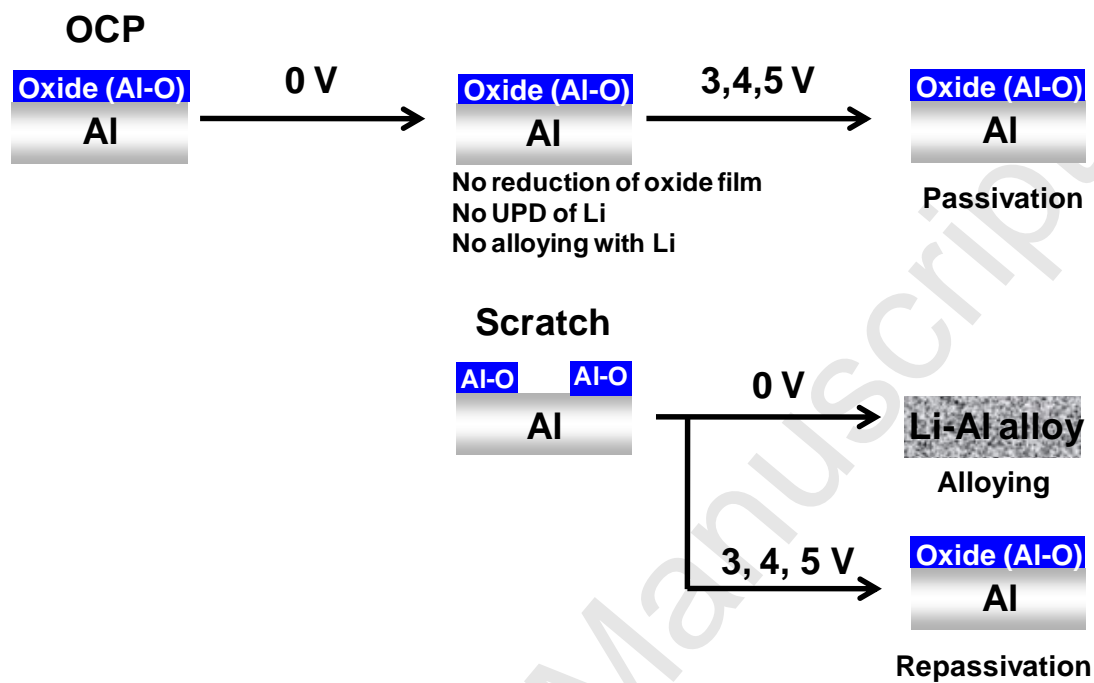 OCP
Oxide (Al-O)
Al
0 V
Oxide (Al-O)
Al
3,4,5 V
Oxide (Al-O)
Al
No reduction of oxide film
No UPD of Li
No alloying with Li
Passivation
Scratch
Al-O
Al-O
Al
0 V
Li-Al alloy
Alloying
3, 4, 5 V
Oxide (Al-O)
Al
Repassivation
Manuscript